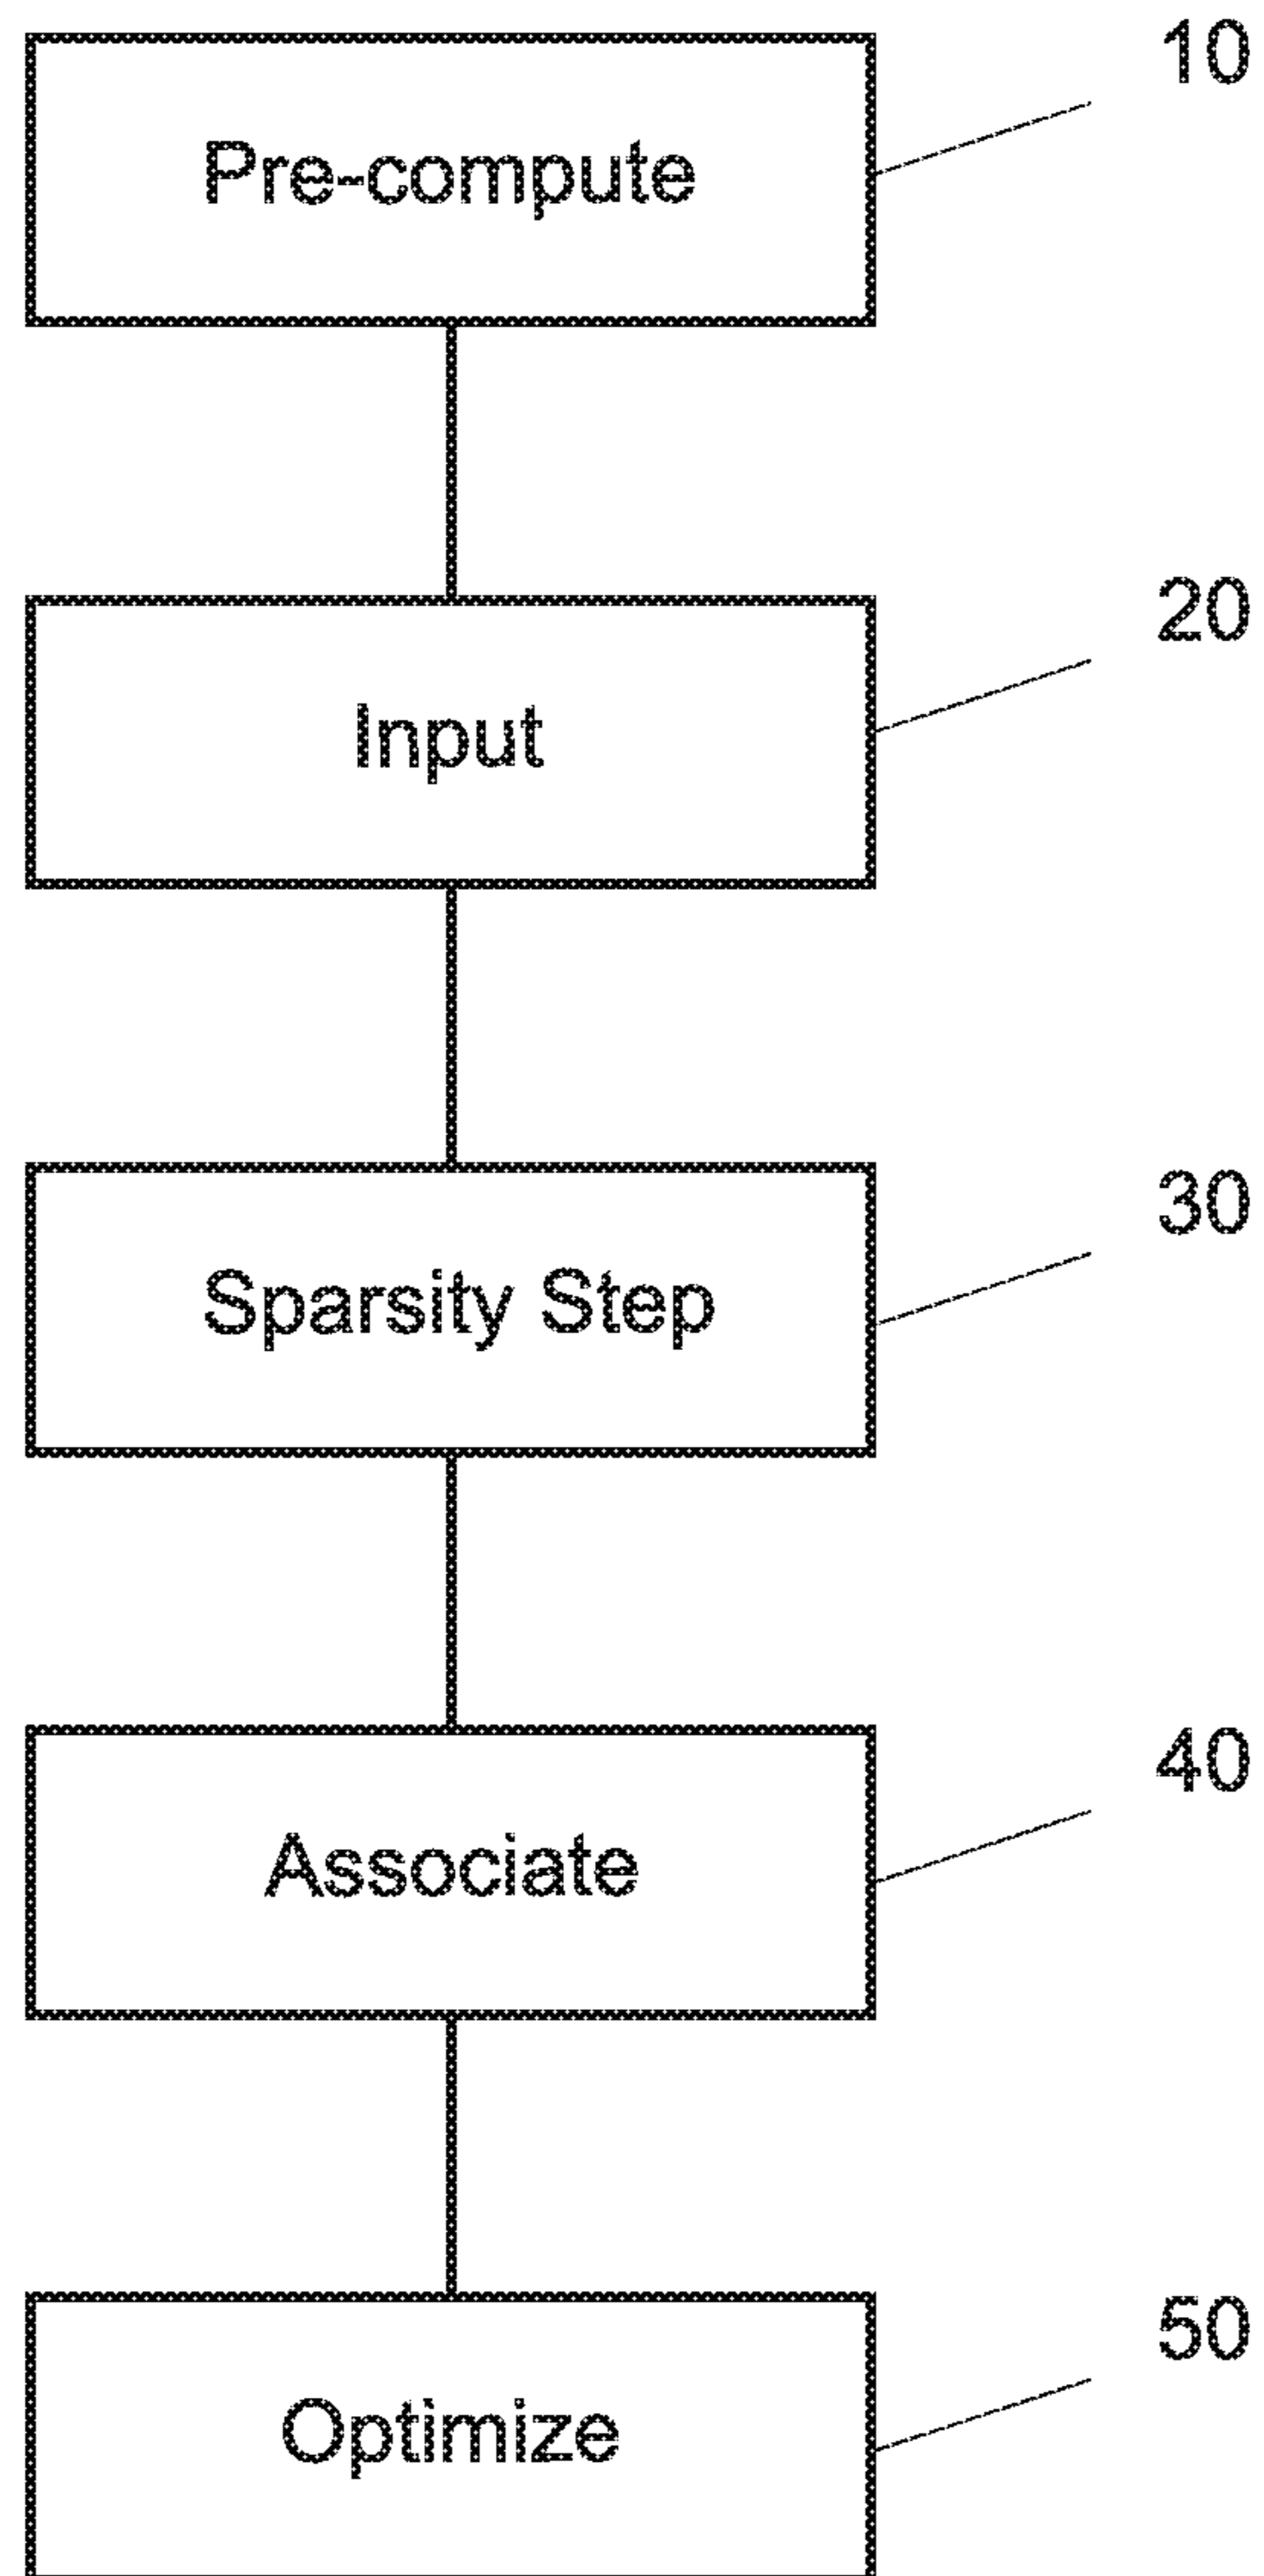 10
Pre-compute
20
Input
30
Sparsity Step
40
Associate
50
Optimize